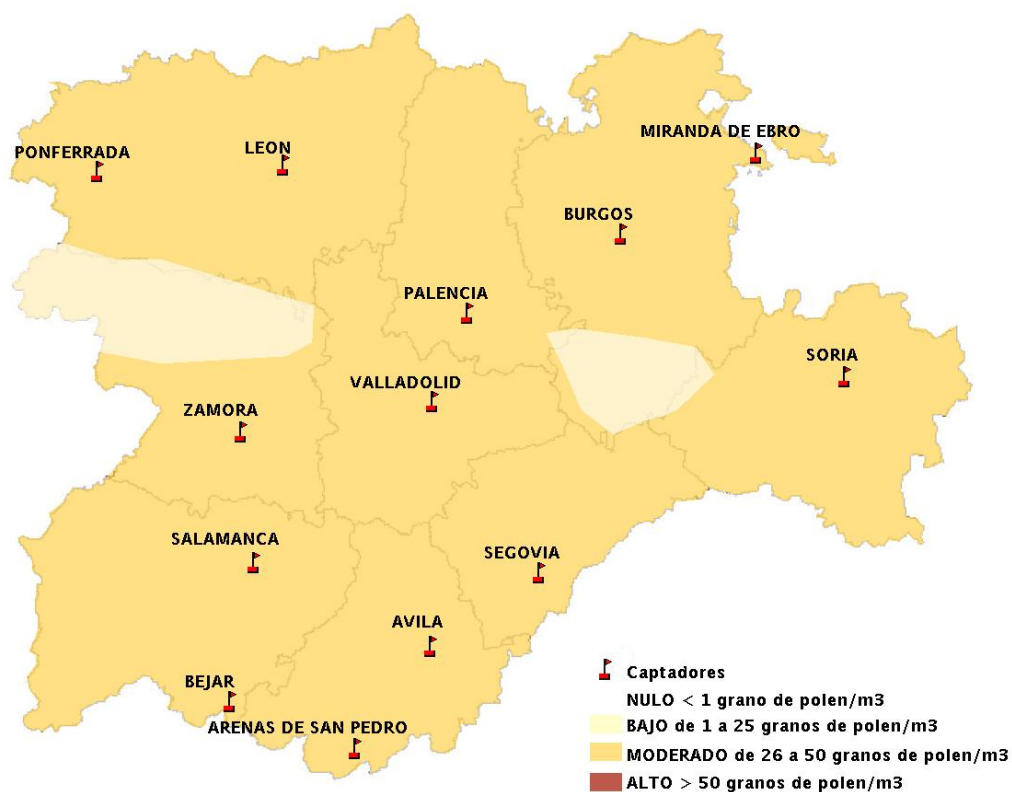 MIRANDA DE EBRO
PONFERRADA
LEON
BURGOS
PALENCIA
SORIA
VALLADOLID
ZAMORA
SALAMANCA
SEGOVIA
AVILA
BEJAR
ARENAS DE SAN PEDRO
Captadores
NULO < 1 grano de polen/m3
BAJO de 1 a 25 granos de polen/m3
MODERADO de 26 a 50 granos de polen/m3
ALTO > 50 granos de polen/m3